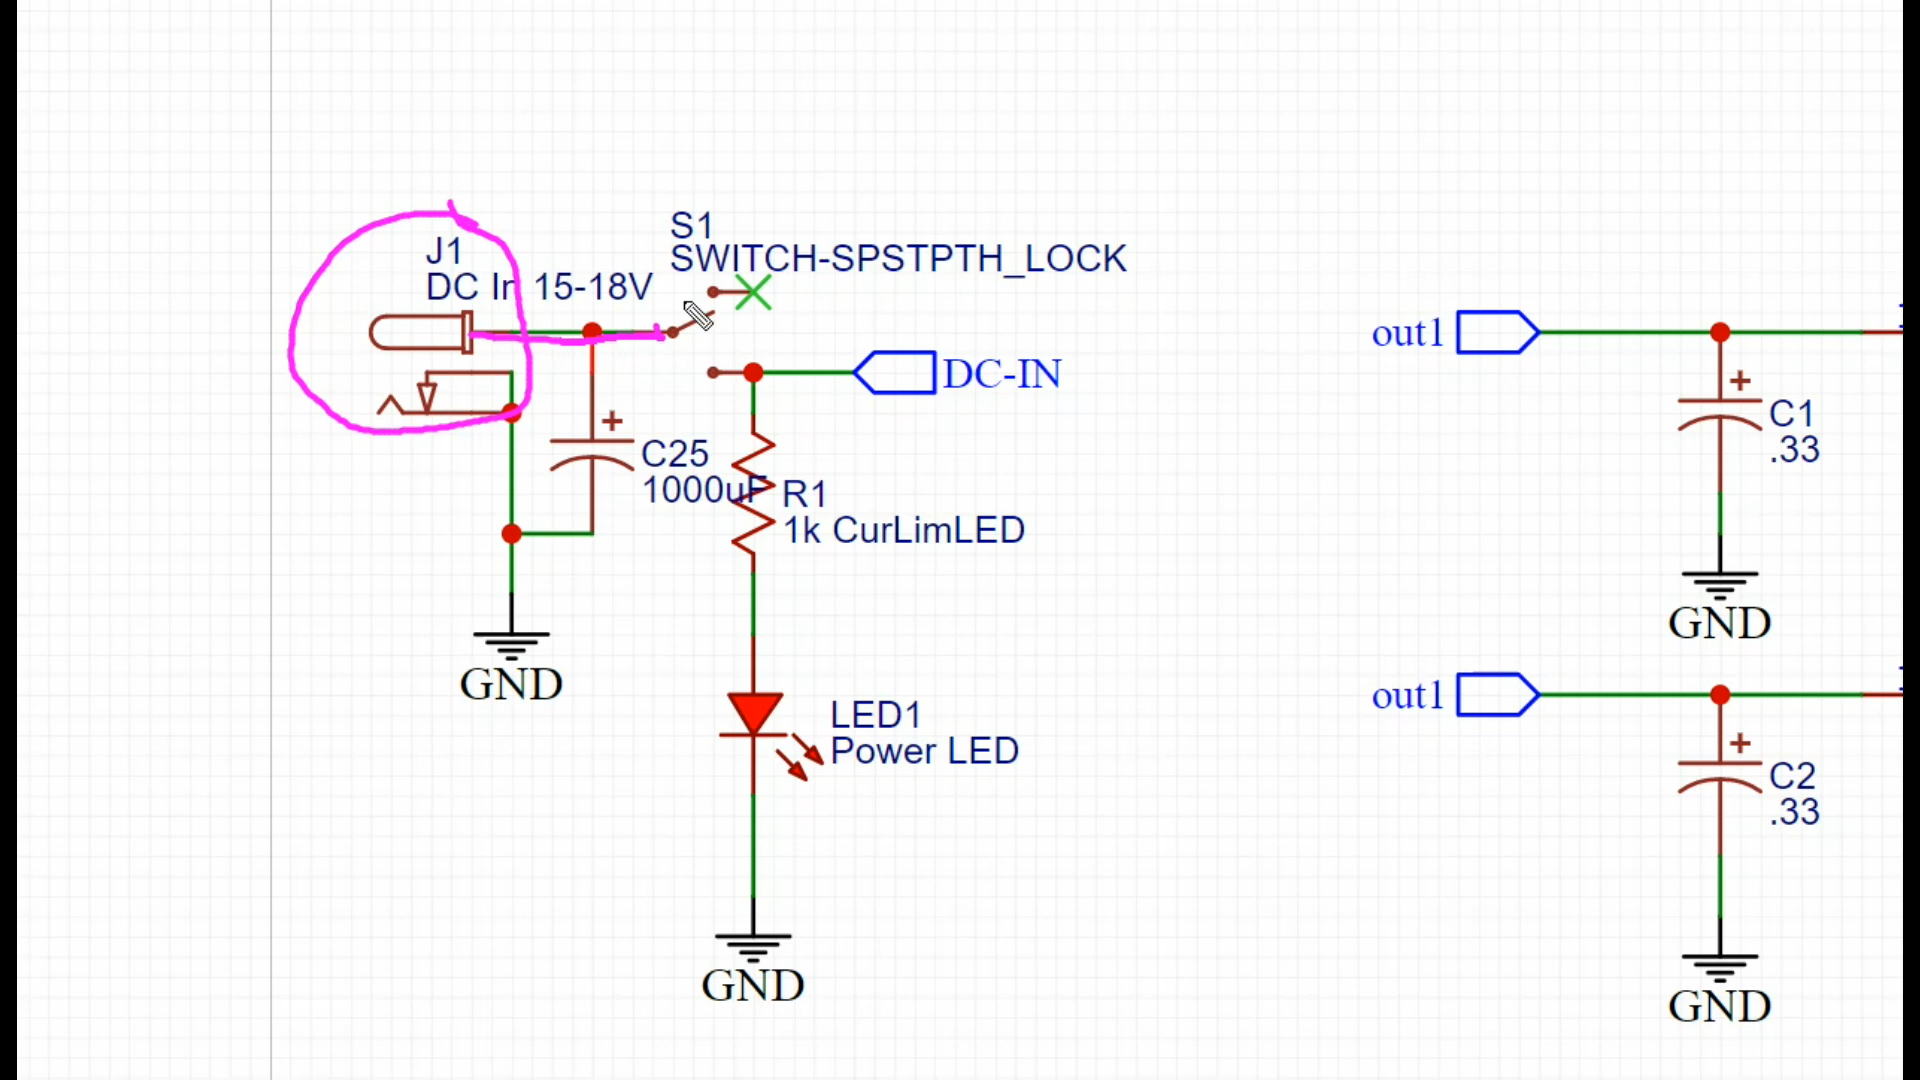 S1
SWITCH-SPSTPTH_LOCK
J1
DC In 15-18V
out1
DC-IN
+
C1
.33
+
C25
1000uF
R1
1k CurLimLED
GND
GND
out1
LED1
Power LED
+
C2
.33
GND
GND